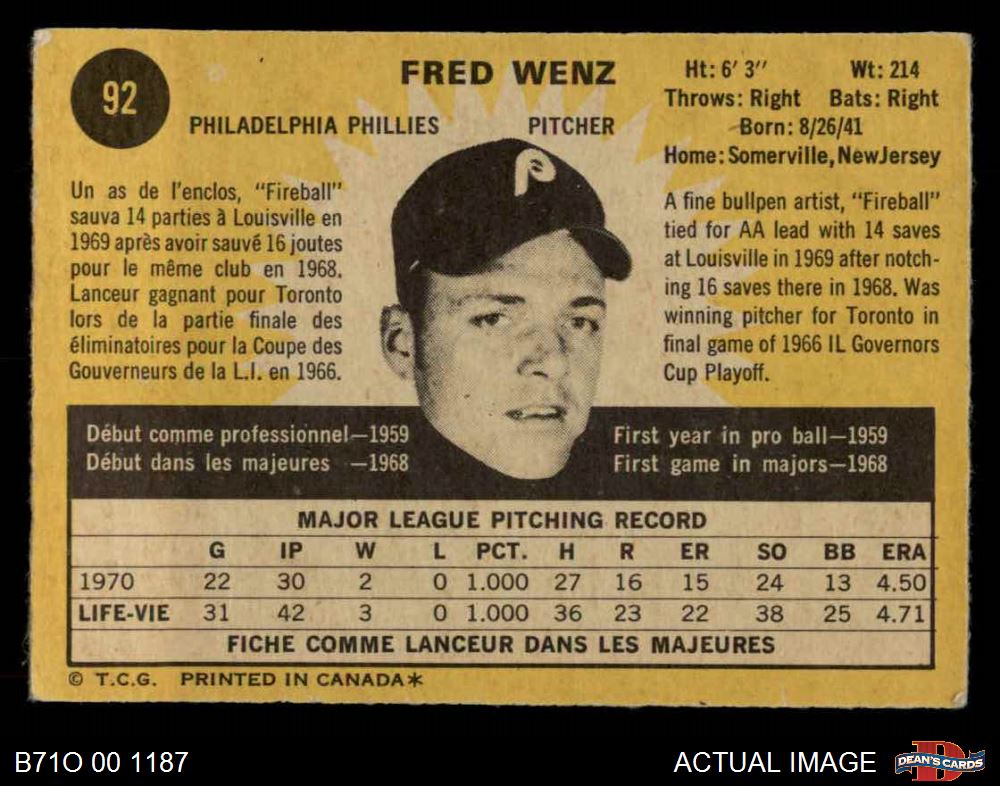 92
FRED WENZ
PHILADELPHIA PHILLIES PITCHER
Ht: 6' 3" Wt: 214
Throws: Right Bats: Right
Born: 8/26/41
Home: Somerville, New Jersey
P
Un as de l'enclos, "Fireball"
sauva 14 parties à Louisville en
1969 après avoir sauvé 16 joutes
pour le même club en 1968.
Lanceur gagnant pour Toronto
lors de la partie finale des
éliminatoires pour la Coupe des
Gouverneurs de la L.I. en 1966.
A fine bullpen artist, "Fireball"
tied for AA lead with 14 saves
at Louisville in 1969 after notch-
ing 16 saves there in 1968. Was
winning pitcher for Toronto in
final game of 1966 IL Governors
Cup Playoff.
Début comme professionnel—1959
Début dans les majeures —1968
First year in pro ball—1959
First game in majors—1968
MAJOR LEAGUE PITCHING RECORD
G IP W L PCT. H R ER SO BB ERA
1970 22 30 2 0 1.000 27 16 15 24 13 4.50
LIFE-VIE 31 42 3 0 1.000 36 23 22 38 25 4.71
FICHE COMME LANCEUR DANS LES MAJEURES
© T.C.G. PRINTED IN CANADA*
B71O 00 1187
ACTUAL IMAGE
D
DEAN'S CARDS